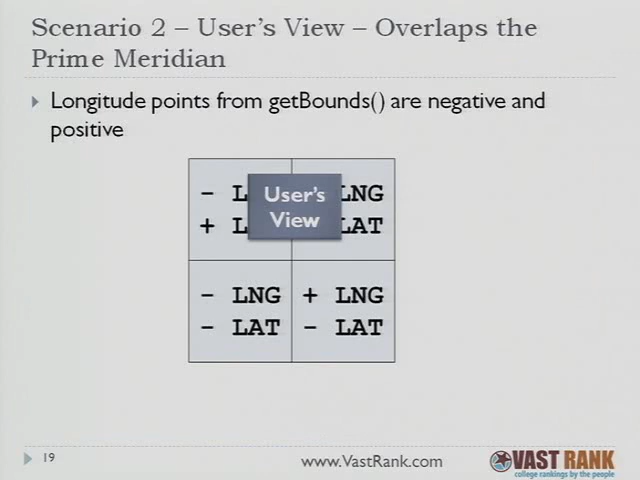 Scenario 2 – User's View – Overlaps the
Prime Meridian
Longitude points from getBounds() are negative and
positive
- L User's LNG
+ L View LAT
- LNG + LNG
- LAT - LAT
19 www.VastRank.com VAST RANK
college rankings by the people